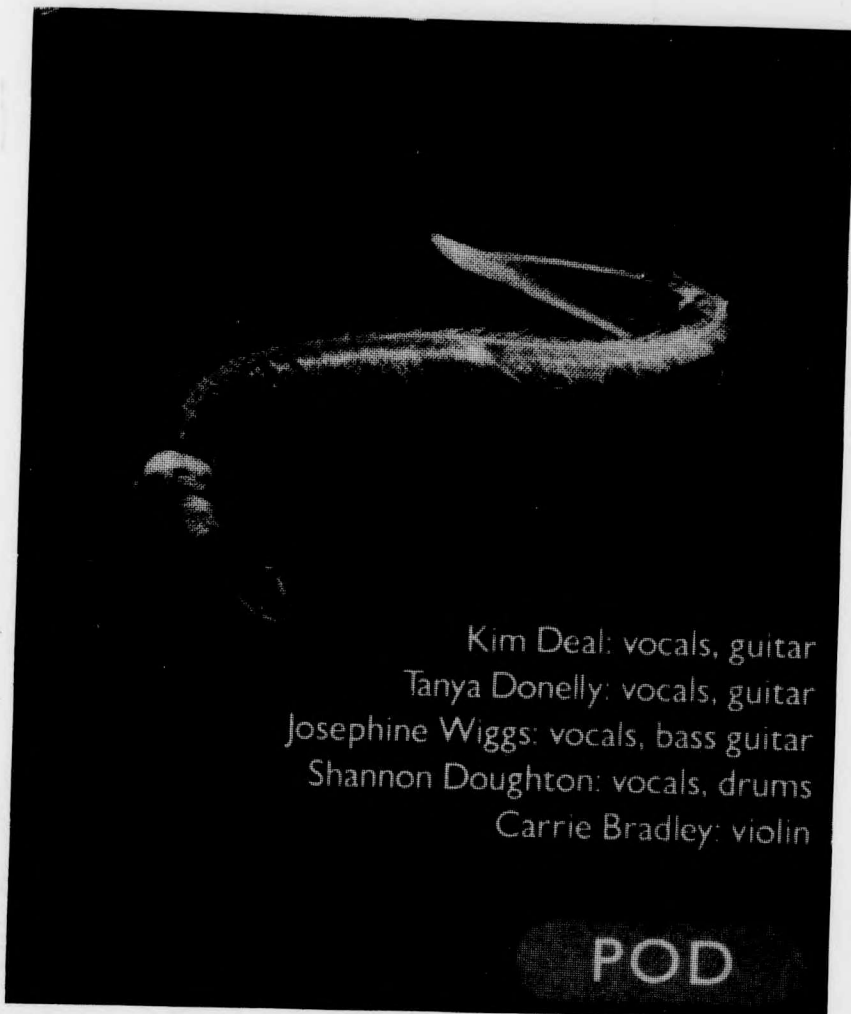 Kim Deal: vocals, guitar
Tanya Donelly: vocals, guitar
Josephine Wiggs: vocals, bass guitar
Shannon Doughton: vocals, drums
Carrie Bradley: violin
POD